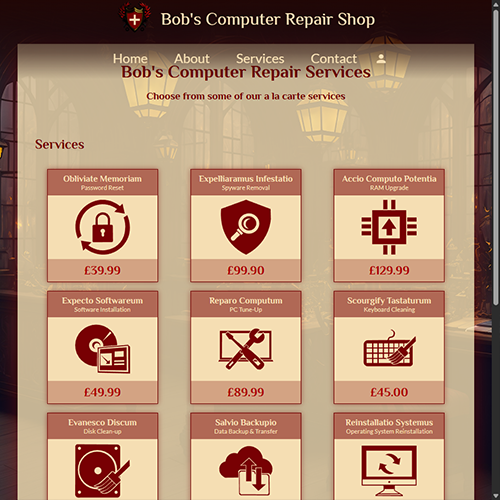 Bob's Computer Repair Shop
Home About Services Contact
Bob's Computer Repair Services
Choose from some of our a la carte services
Services
Obliviate Memoriam
Password Reset
£39.99
Expelliaramus Infestatio
Spyware Removal
£99.90
Accio Computo Potentia
RAM Upgrade
£129.99
Expecto Softwareum
Software Installation
£49.99
Reparo Computum
PC Tune-Up
£89.99
Scourgify Tastaturum
Keyboard Cleaning
£45.00
Evanesco Discum
Disk Clean-up
Salvio Backupio
Data Backup & Transfer
Reinstallatio Systemus
Operating System Reinstallation